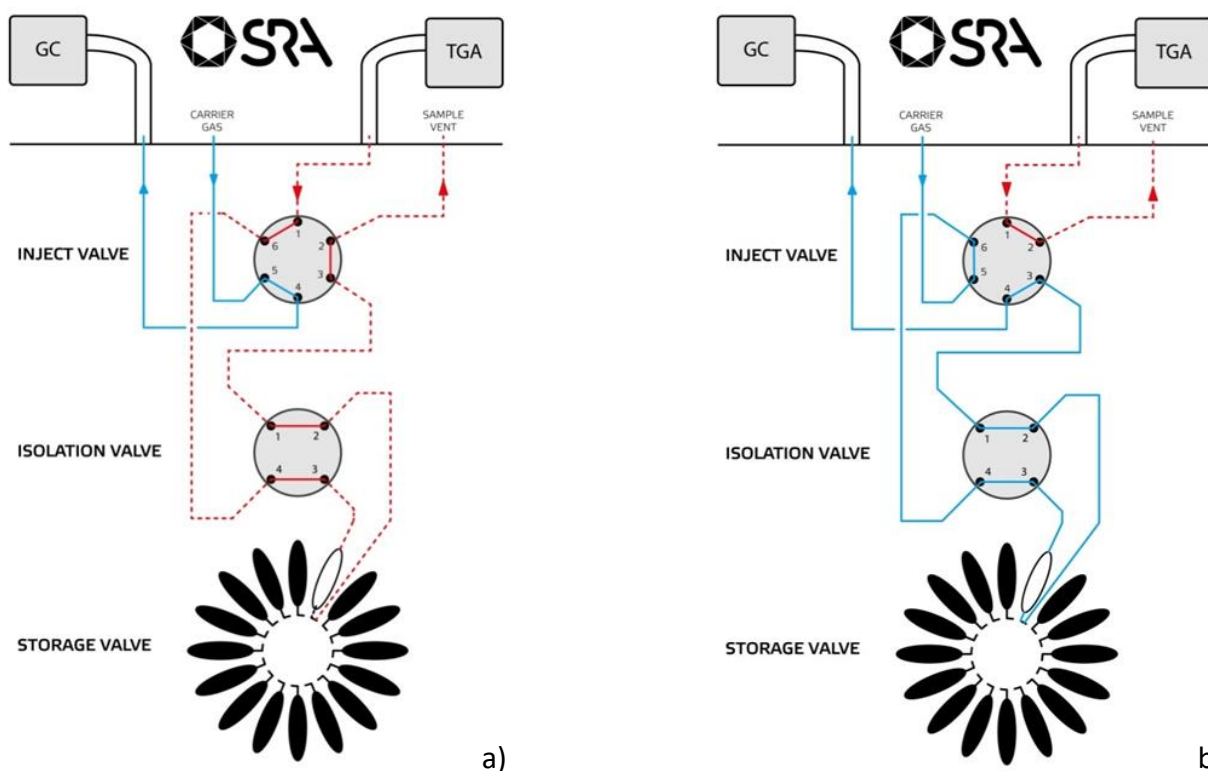 GC
SRA
TGA
CARRIER
GAS
SAMPLE
VENT
INJECT VALVE
1
2
3
4
5
6
ISOLATION VALVE
1
2
3
4
STORAGE VALVE
a)
GC
SRA
TGA
CARRIER
GAS
SAMPLE
VENT
INJECT VALVE
1
2
3
4
5
6
ISOLATION VALVE
1
2
3
4
STORAGE VALVE
b